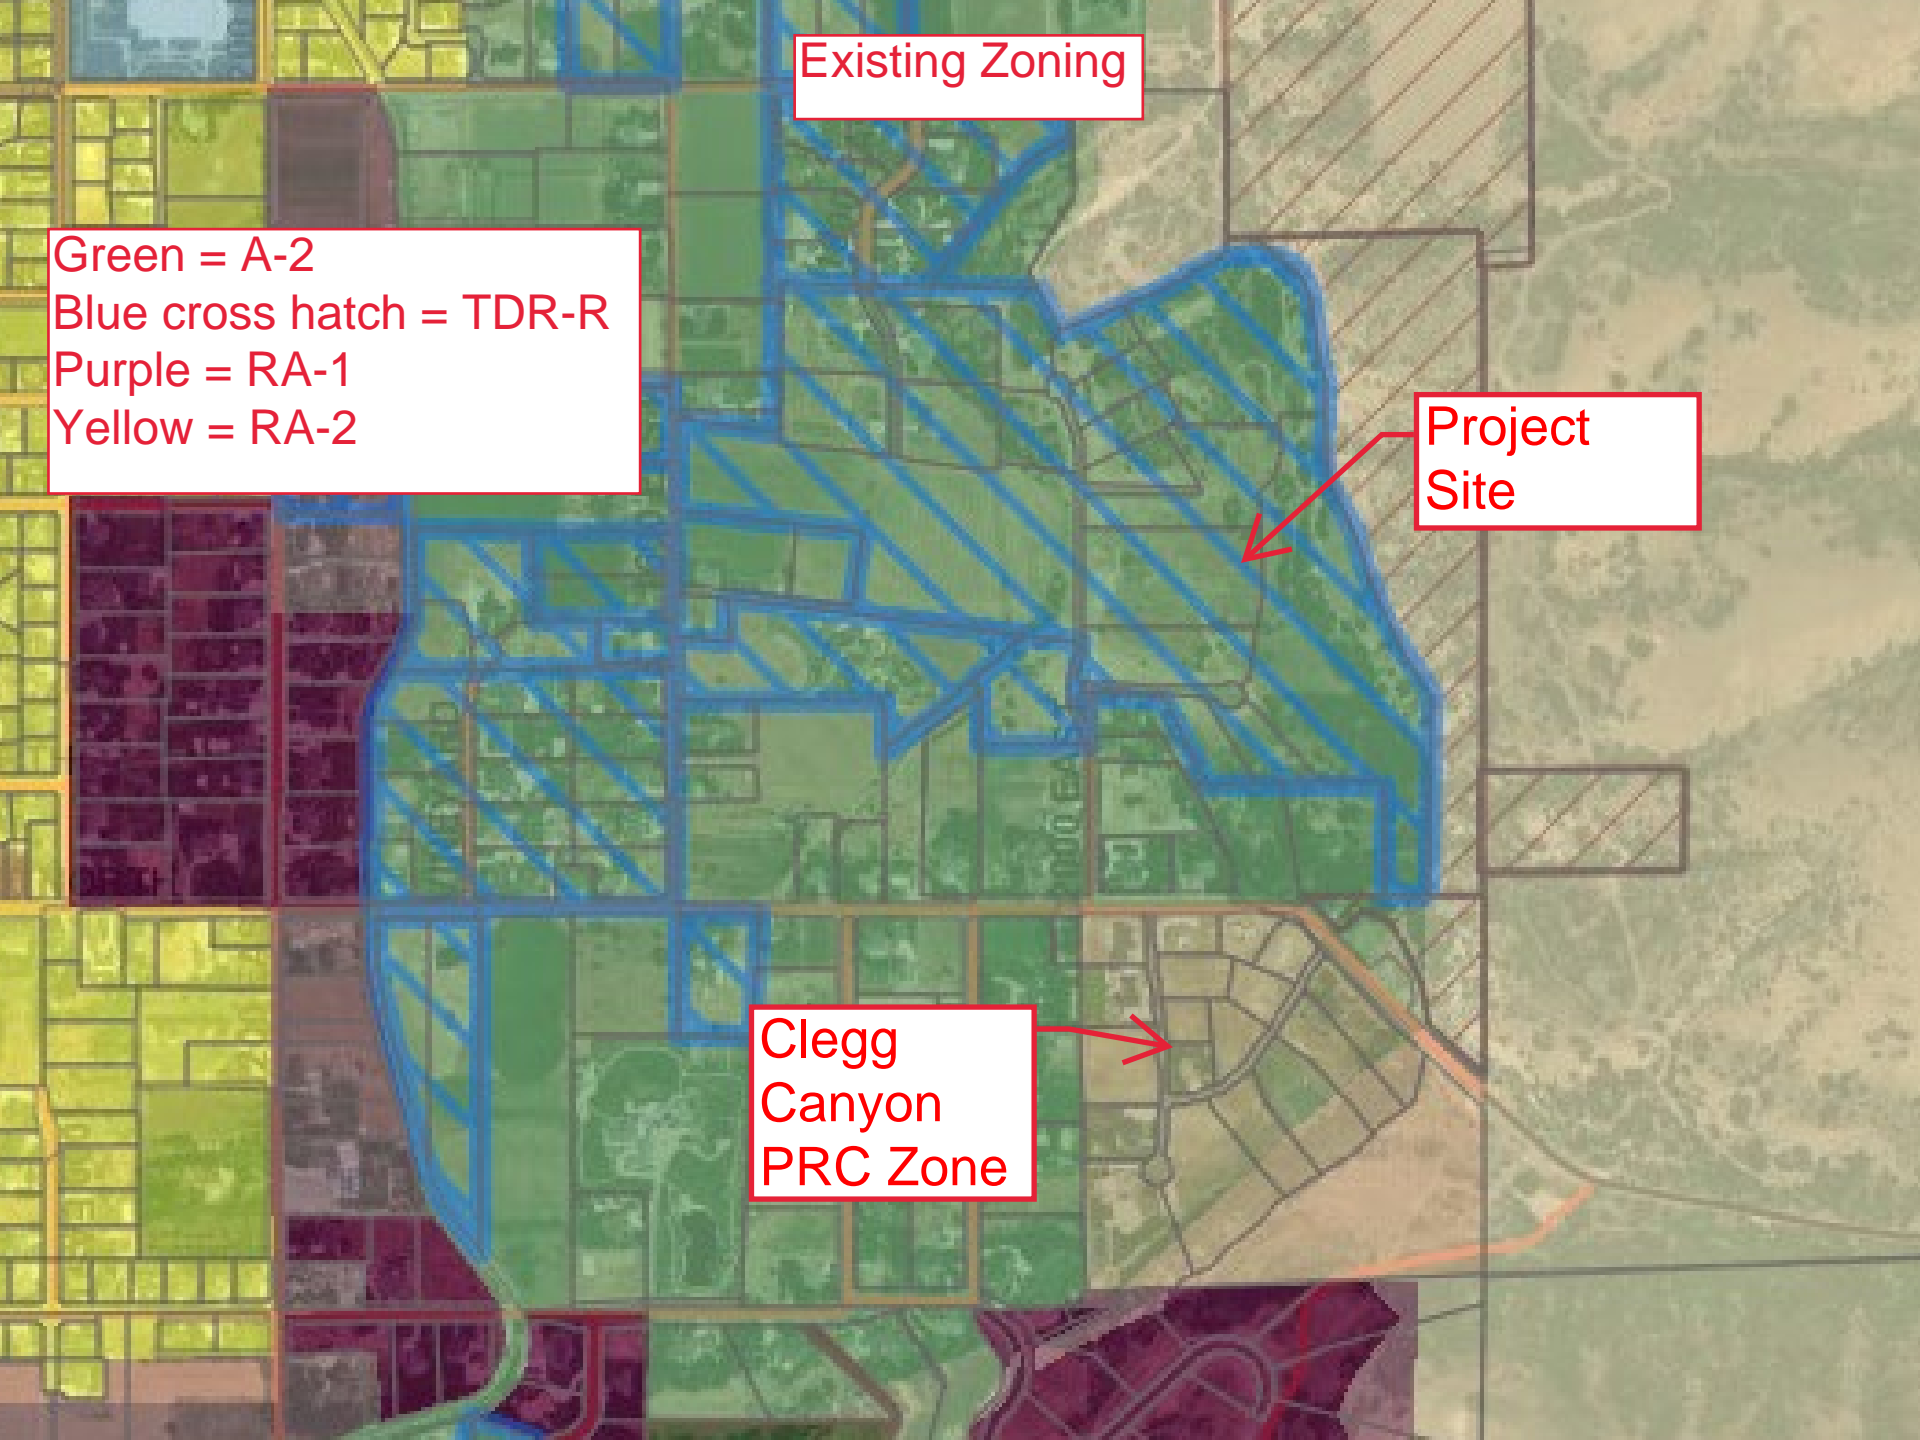 Existing Zoning
Green = A-2
Blue cross hatch = TDR-R
Purple = RA-1
Yellow = RA-2
Project
Site
Clegg
Canyon
PRC Zone